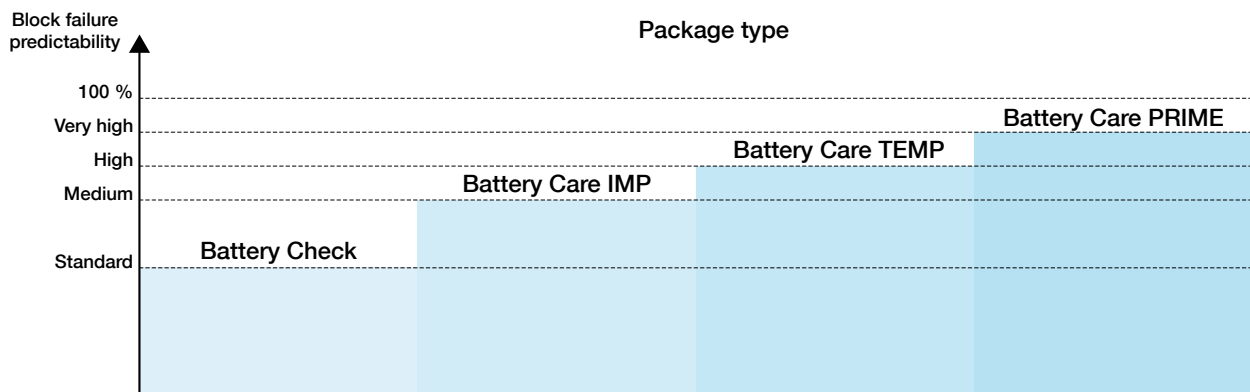 Block failure
predictability
Package type
100 %
Very high
Battery Care PRIME
High
Battery Care TEMP
Medium
Battery Care IMP
Standard
Battery Check